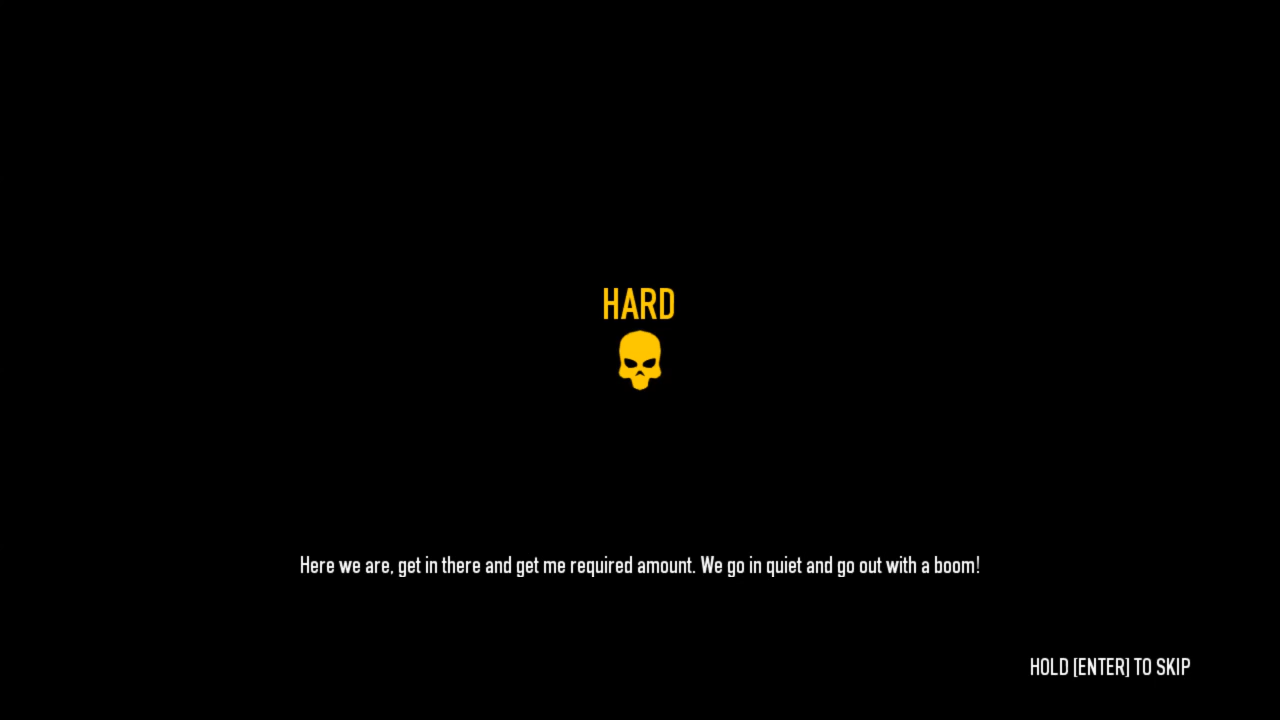 HARD
Here we are, get in there and get me required amount. We go in quiet and go out with a boom!
HOLD [ENTER] TO SKIP